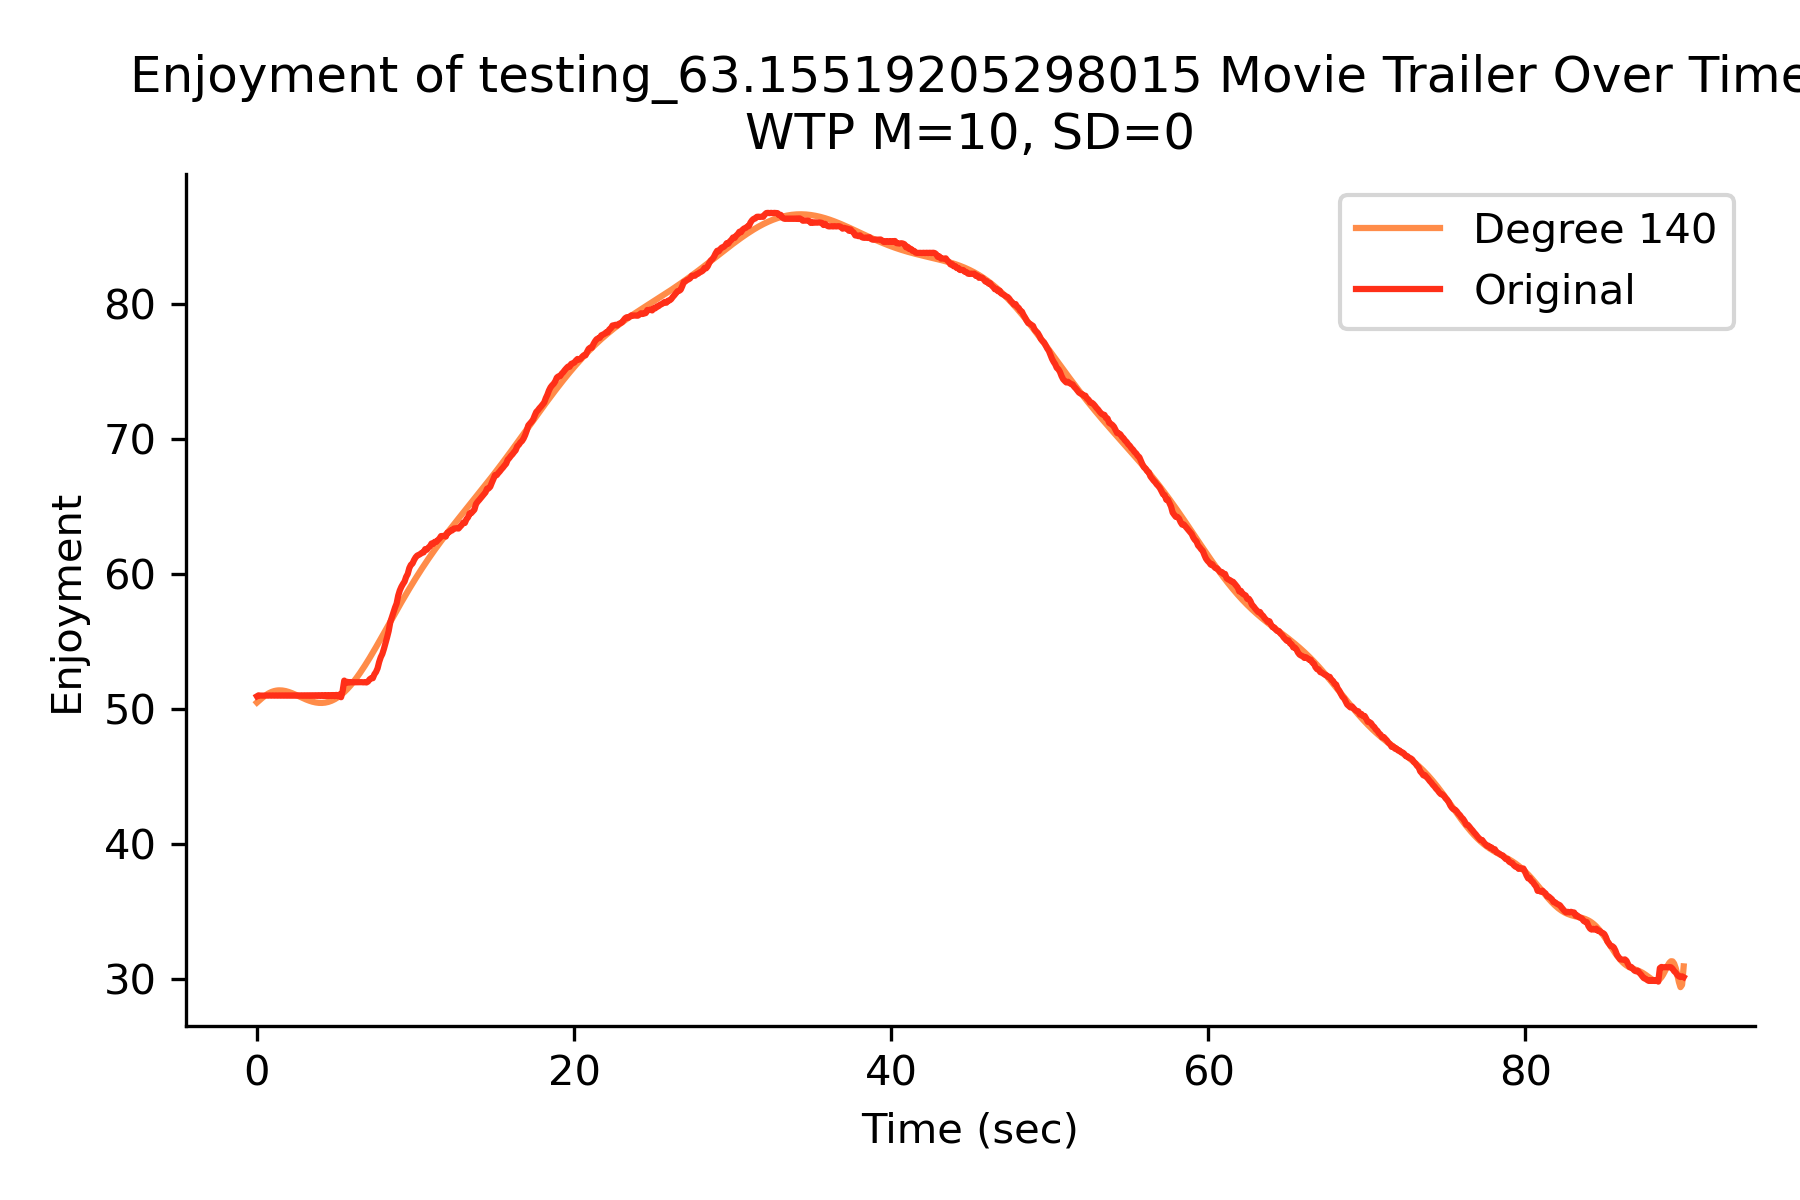 Enjoyment of testing_63.15519205298015 Movie Trailer Over Time
WTP M=10, SD=0
Degree 140
Original
Enjoyment
80
70
60
50
40
30
0 20 40 60 80
Time (sec)